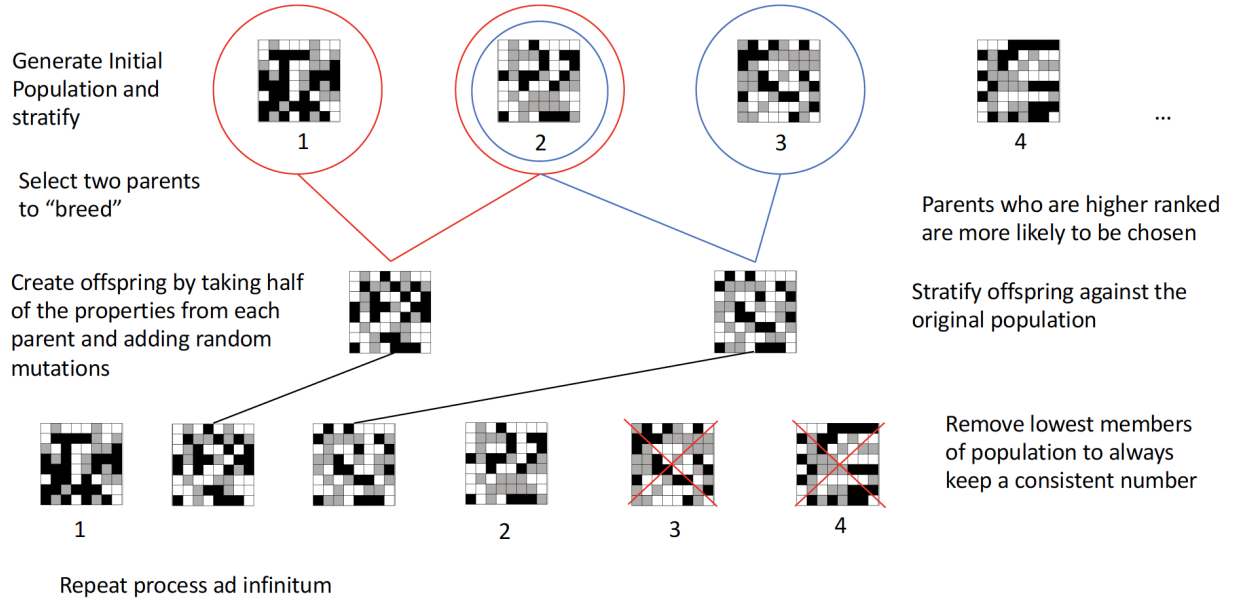 Generate Initial
Population and
stratify
1
2
3
4
...
Select two parents
to “breed”
Parents who are higher ranked
are more likely to be chosen
Create offspring by taking half
of the properties from each
parent and adding random
mutations
Stratify offspring against the
original population
1
2
3
4
Remove lowest members
of population to always
keep a consistent number
Repeat process ad infinitum